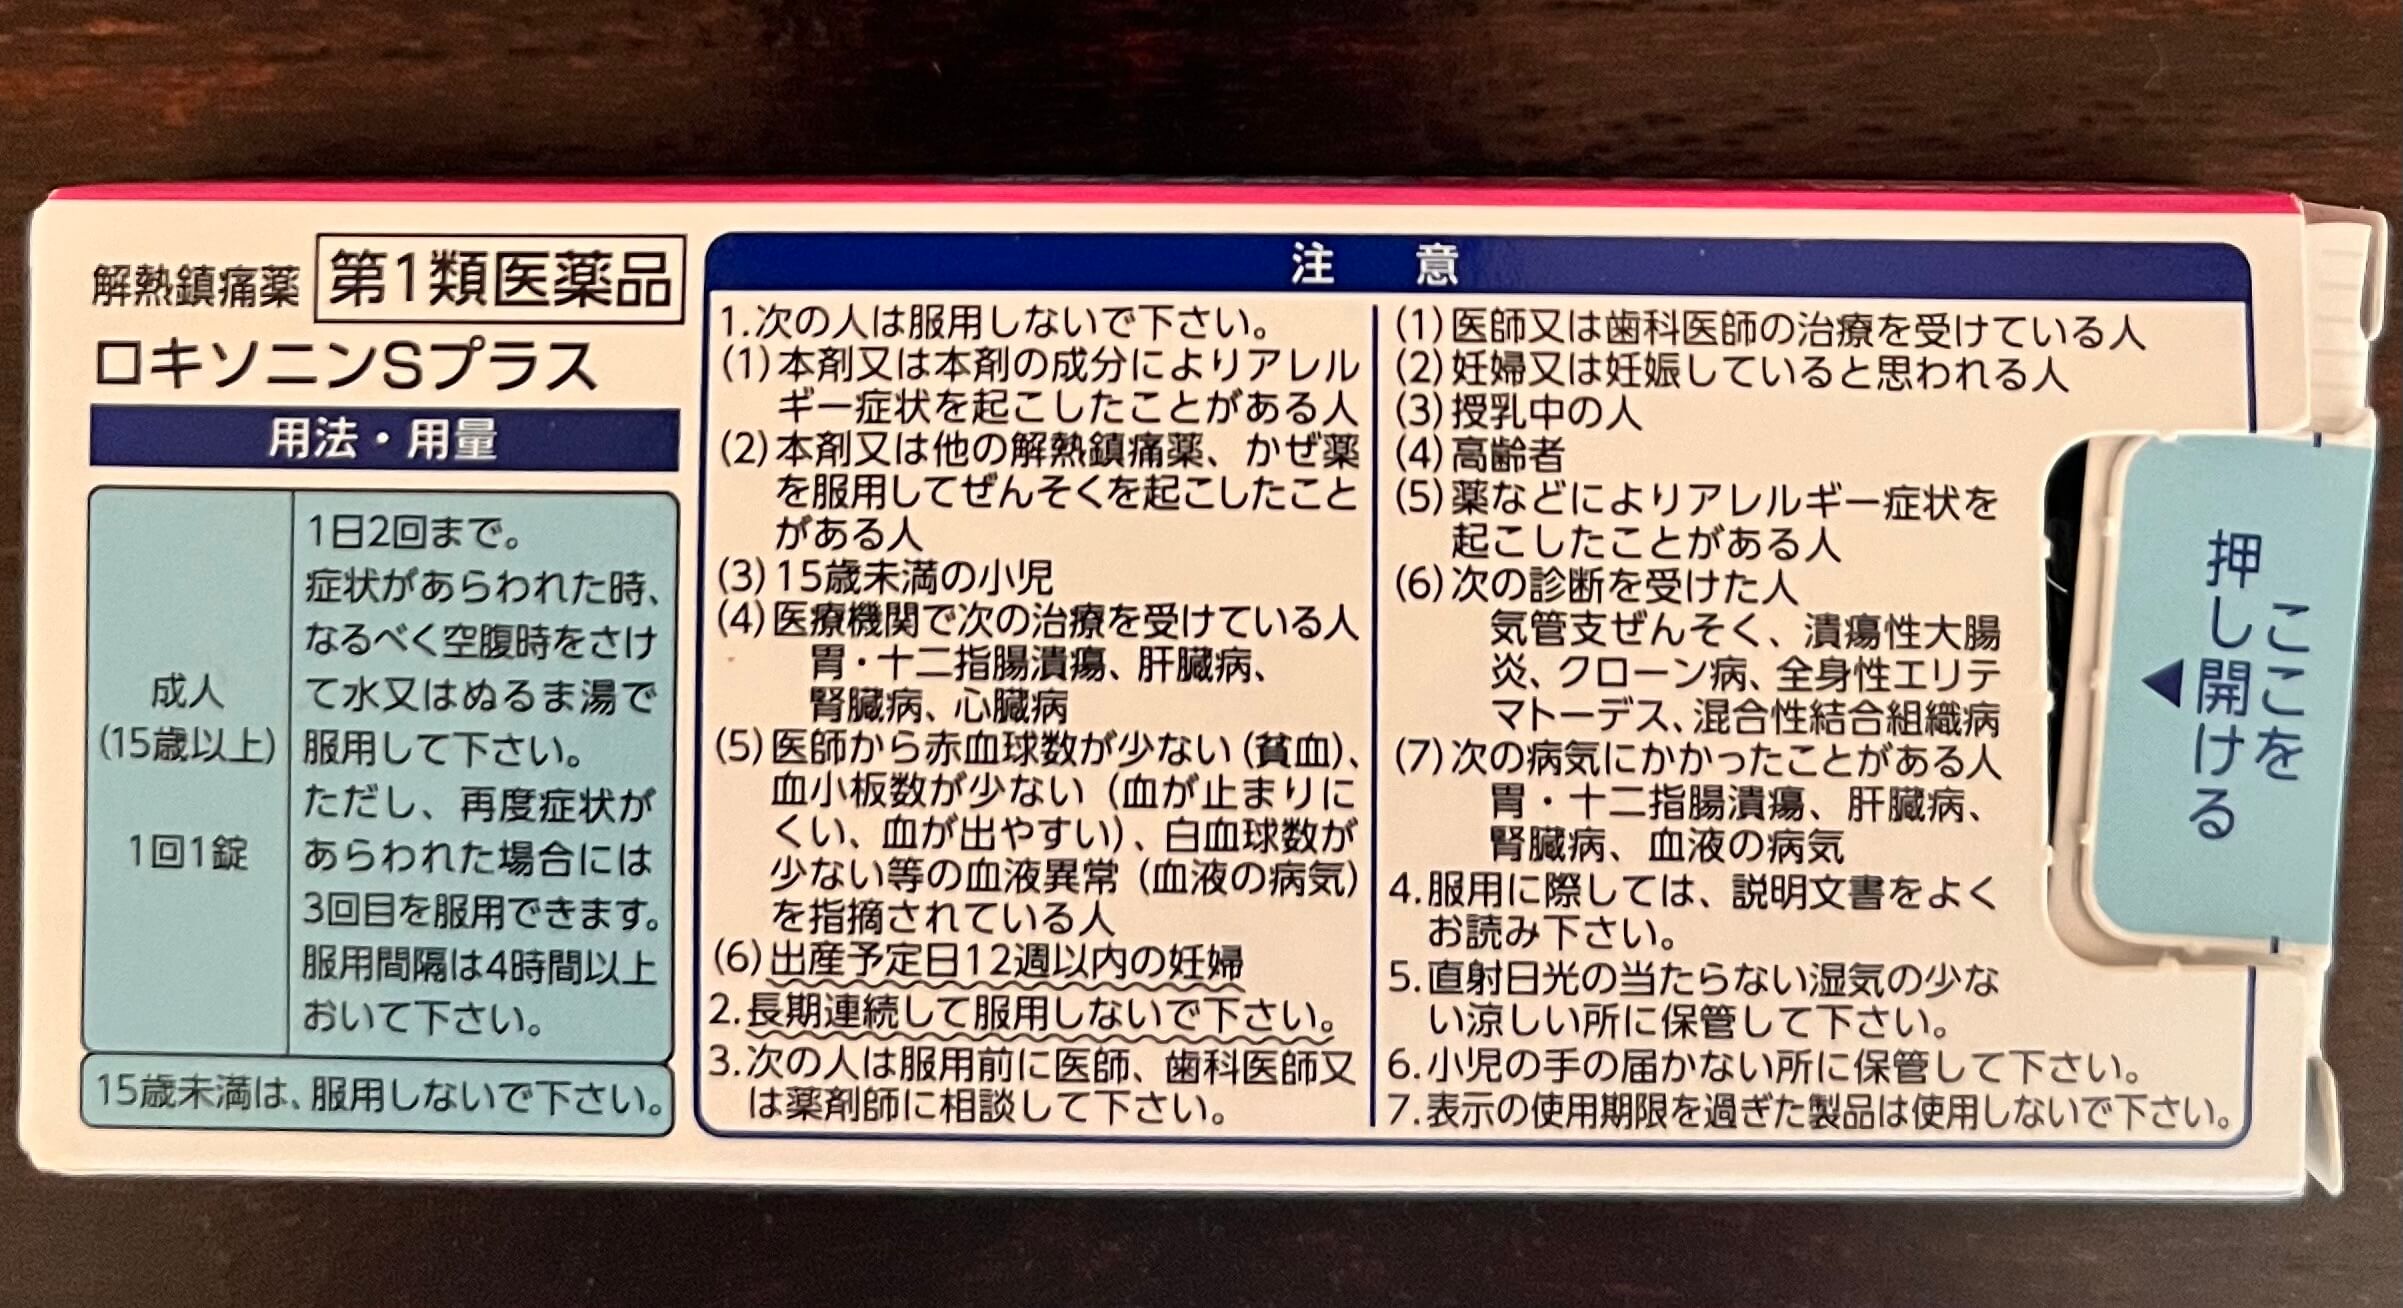 解熱鎮痛薬 第1類医薬品
ロキソニンSプラス
用法・用量
成人
(15歳以上)
1回1錠
1日2回まで。
症状があらわれた時、
なるべく空腹時をさけ
て水又はぬるま湯で
服用して下さい。
ただし、再度症状が
あらわれた場合には
3回目を服用できます。
服用間隔は4時間以上
おいて下さい。
15歳未満は、服用しないで下さい。
注 意
1.次の人は服用しないで下さい。
(1)本剤又は本剤の成分によりアレル
ギー症状を起こしたことがある人
(2)本剤又は他の解熱鎮痛薬、かぜ薬
を服用してぜんそくを起こしたこと
がある人
(3)15歳未満の小児
(4)医療機関で次の治療を受けている人
胃・十二指腸潰瘍、肝臓病、
腎臓病、心臓病
(5)医師から赤血球数が少ない(貧血)、
血小板数が少ない(血が止まりに
くい、血が出やすい)、白血球数が
少ない等の血液異常(血液の病気)
を指摘されている人
(6)出産予定日12週以内の妊婦
2.長期連続して服用しないで下さい。
3.次の人は服用前に医師、歯科医師又
は薬剤師に相談して下さい。
(1)医師又は歯科医師の治療を受けている人
(2)妊婦又は妊娠していると思われる人
(3)授乳中の人
(4)高齢者
(5)薬などによりアレルギー症状を
起こしたことがある人
(6)次の診断を受けた人
気管支ぜんそく、潰瘍性大腸
炎、クローン病、全身性エリテ
マトーデス、混合性結合組織病
(7)次の病気にかかったことがある人
胃・十二指腸潰瘍、肝臓病、
腎臓病、血液の病気
4.服用に際しては、説明文書をよく
お読み下さい。
5.直射日光の当たらない湿気の少な
い涼しい所に保管して下さい。
6.小児の手の届かない所に保管して下さい。
7.表示の使用期限を過ぎた製品は使用しないで下さい。
ここを
押し開ける